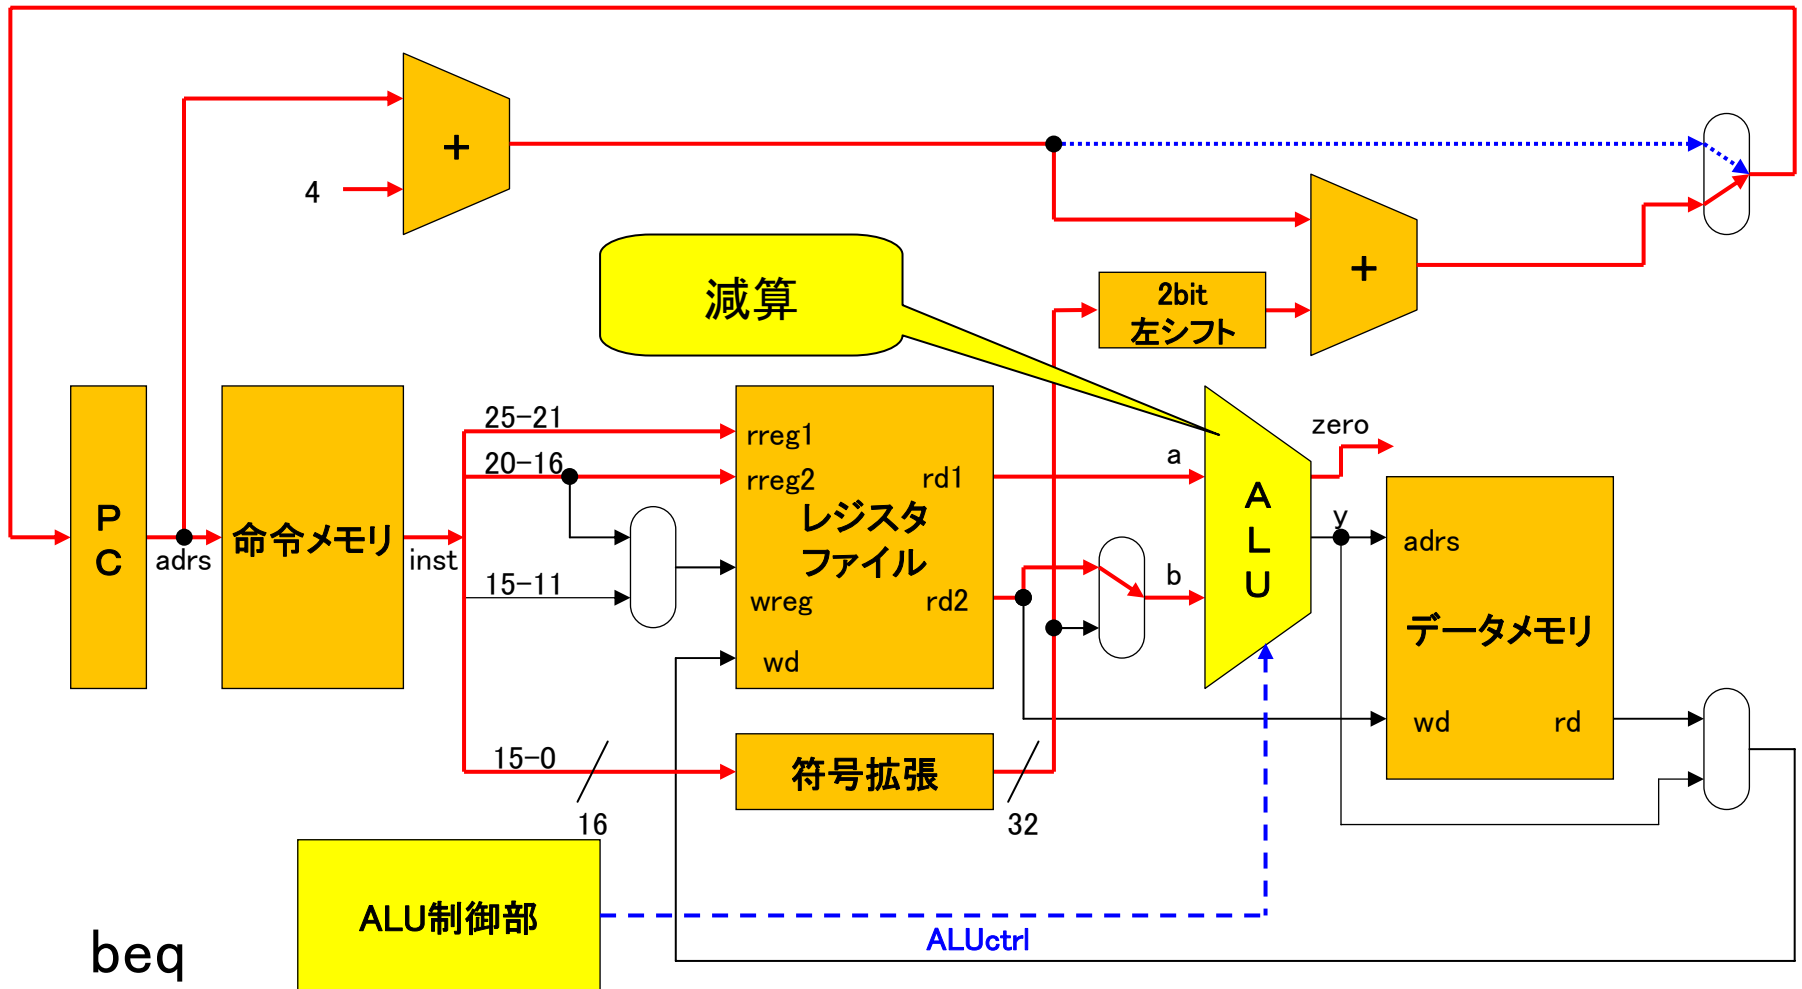 +
4
+
減算
2bit
左シフト
25-21
rreg1
zero
20-16
rreg2
rd1
a
P
C
adrs
命令メモリ
inst
レジスタ
ファイル
A
L
U
y
adrs
15-11
wreg
rd2
b
データメモリ
wd
wd
rd
15-0
符号拡張
16
32
ALU制御部
ALUctrl
beq